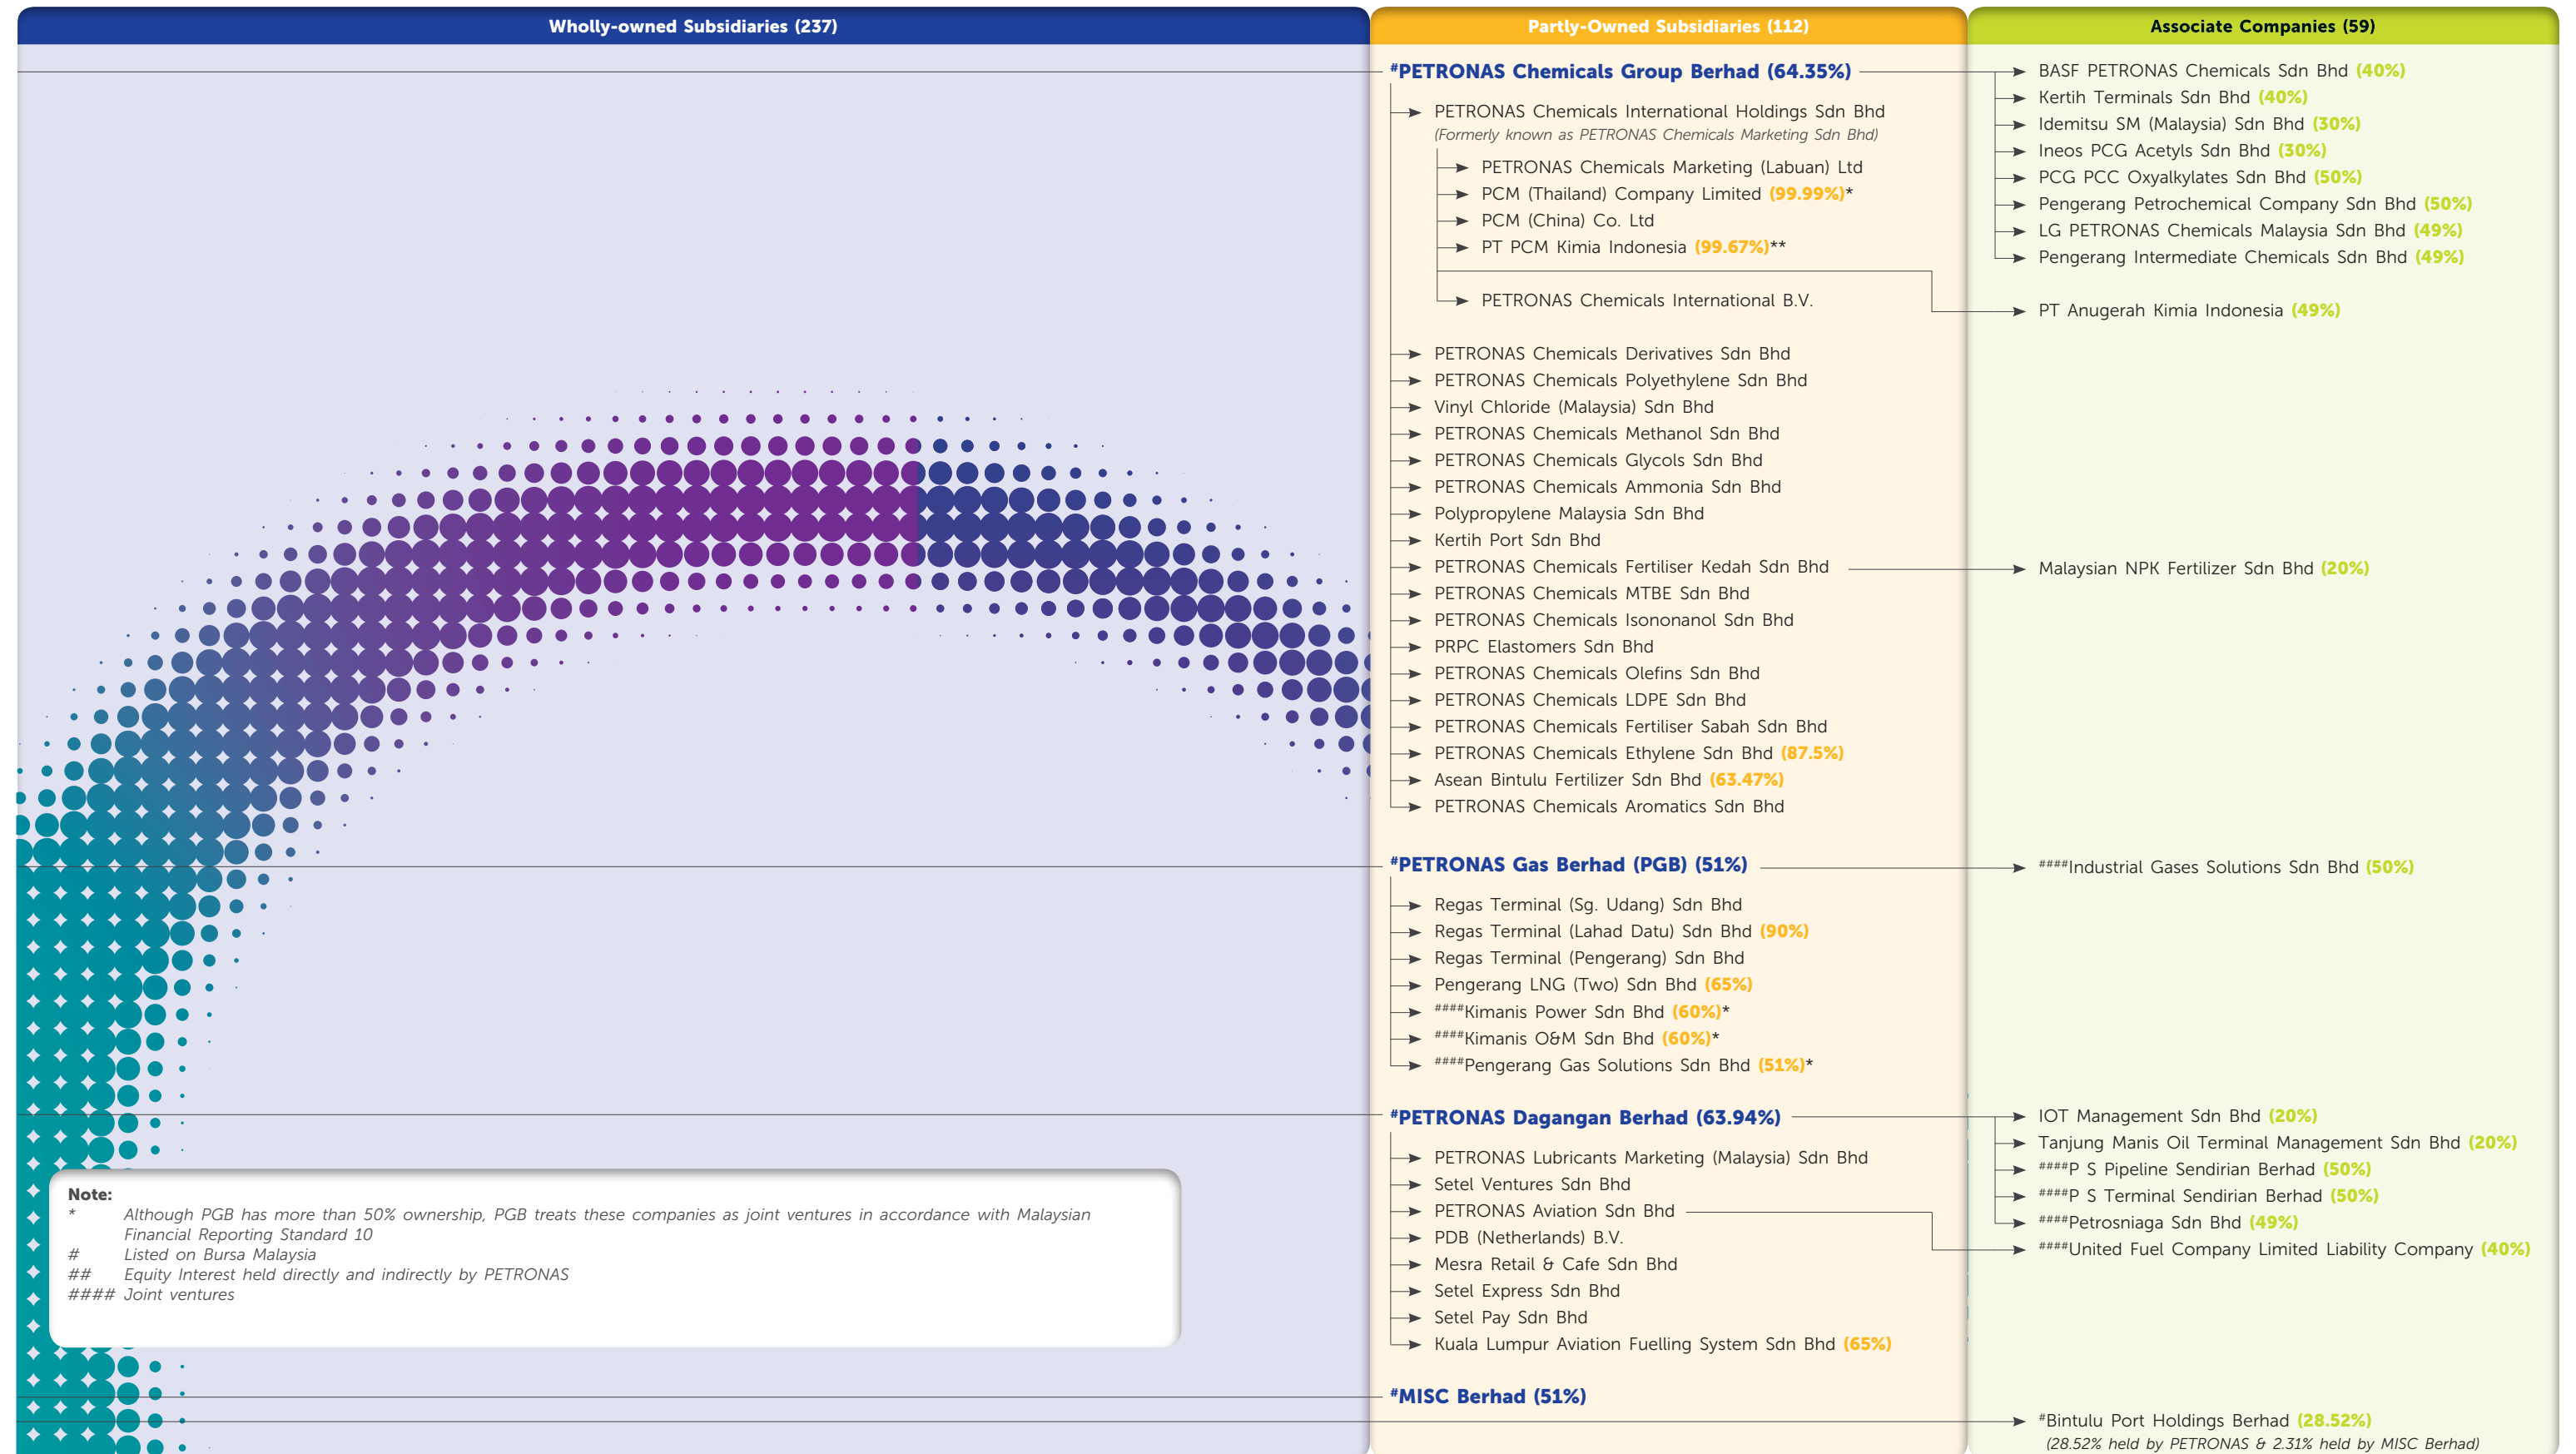 Wholly-owned Subsidiaries (237)
Partly-Owned Subsidiaries (112)
Associate Companies (59)
#PETRONAS Chemicals Group Berhad (64.35%)
PETRONAS Chemicals International Holdings Sdn Bhd
(Formerly known as PETRONAS Chemicals Marketing Sdn Bhd)
PETRONAS Chemicals Marketing (Labuan) Ltd
PCM (Thailand) Company Limited (99.99%)*
PCM (China) Co. Ltd
PT PCM Kimia Indonesia (99.67%)**
PETRONAS Chemicals International B.V.
PETRONAS Chemicals Derivatives Sdn Bhd
PETRONAS Chemicals Polyethylene Sdn Bhd
Vinyl Chloride (Malaysia) Sdn Bhd
PETRONAS Chemicals Methanol Sdn Bhd
PETRONAS Chemicals Glycols Sdn Bhd
PETRONAS Chemicals Ammonia Sdn Bhd
Polypropylene Malaysia Sdn Bhd
Kertih Port Sdn Bhd
PETRONAS Chemicals Fertiliser Kedah Sdn Bhd
PETRONAS Chemicals MTBE Sdn Bhd
PETRONAS Chemicals Isononanol Sdn Bhd
PRPC Elastomers Sdn Bhd
PETRONAS Chemicals Olefins Sdn Bhd
PETRONAS Chemicals LDPE Sdn Bhd
PETRONAS Chemicals Fertiliser Sabah Sdn Bhd
PETRONAS Chemicals Ethylene Sdn Bhd (87.5%)
Asean Bintulu Fertilizer Sdn Bhd (63.47%)
PETRONAS Chemicals Aromatics Sdn Bhd
BASF PETRONAS Chemicals Sdn Bhd (40%)
Kertih Terminals Sdn Bhd (40%)
Idemitsu SM (Malaysia) Sdn Bhd (30%)
Ineos PCG Acetyls Sdn Bhd (30%)
PCG PCC Oxyalkylates Sdn Bhd (50%)
Pengerang Petrochemical Company Sdn Bhd (50%)
LG PETRONAS Chemicals Malaysia Sdn Bhd (49%)
Pengerang Intermediate Chemicals Sdn Bhd (49%)
PT Anugerah Kimia Indonesia (49%)
Malaysian NPK Fertilizer Sdn Bhd (20%)
#PETRONAS Gas Berhad (PGB) (51%)
Regas Terminal (Sg. Udang) Sdn Bhd
Regas Terminal (Lahad Datu) Sdn Bhd (90%)
Regas Terminal (Pengerang) Sdn Bhd
Pengerang LNG (Two) Sdn Bhd (65%)
####Kimanis Power Sdn Bhd (60%)*
####Kimanis O&M Sdn Bhd (60%)*
####Pengerang Gas Solutions Sdn Bhd (51%)*
####Industrial Gases Solutions Sdn Bhd (50%)
#PETRONAS Dagangan Berhad (63.94%)
PETRONAS Lubricants Marketing (Malaysia) Sdn Bhd
Setel Ventures Sdn Bhd
PETRONAS Aviation Sdn Bhd
PDB (Netherlands) B.V.
Mesra Retail & Cafe Sdn Bhd
Setel Express Sdn Bhd
Setel Pay Sdn Bhd
Kuala Lumpur Aviation Fuelling System Sdn Bhd (65%)
IOT Management Sdn Bhd (20%)
Tanjung Manis Oil Terminal Management Sdn Bhd (20%)
####P S Pipeline Sendirian Berhad (50%)
####P S Terminal Sendirian Berhad (50%)
####Petrosniaga Sdn Bhd (49%)
####United Fuel Company Limited Liability Company (40%)
#MISC Berhad (51%)
#Bintulu Port Holdings Berhad (28.52%)
(28.52% held by PETRONAS & 2.31% held by MISC Berhad)
Note:
* Although PGB has more than 50% ownership, PGB treats these companies as joint ventures in accordance with Malaysian
Financial Reporting Standard 10
# Listed on Bursa Malaysia
## Equity Interest held directly and indirectly by PETRONAS
#### Joint ventures